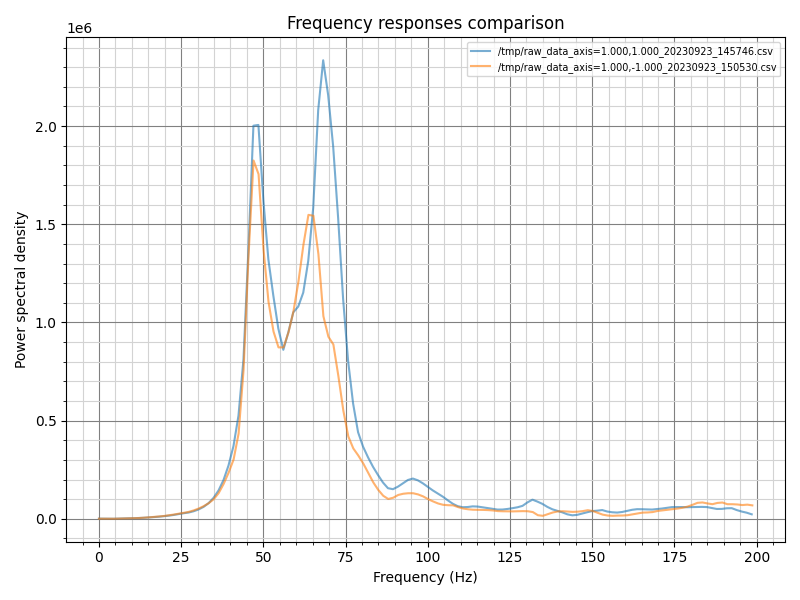 Frequency responses comparison
1e6
/tmp/raw_data_axis=1.000,1.000_20230923_145746.csv
/tmp/raw_data_axis=1.000,-1.000_20230923_150530.csv
Power spectral density
2.0
1.5
1.0
0.5
0.0
0 25 50 75 100 125 150 175 200
Frequency (Hz)